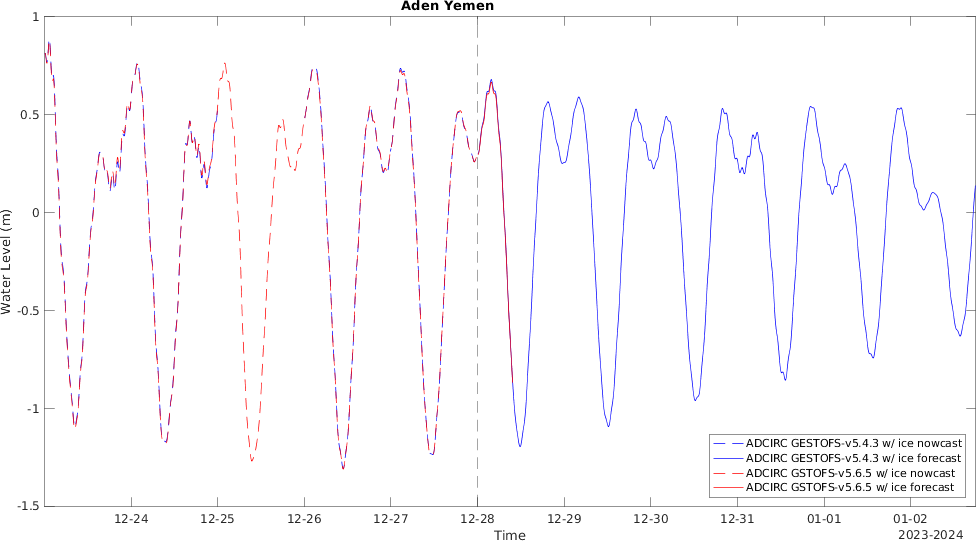 Aden Yemen
Water Level (m)
1
0.5
0
-0.5
-1
-1.5
ADCIRC GESTOFS-v5.4.3 w/ ice nowcast
ADCIRC GESTOFS-v5.4.3 w/ ice forecast
ADCIRC GSTOFS-v5.6.5 w/ ice nowcast
ADCIRC GSTOFS-v5.6.5 w/ ice forecast
12-24 12-25 12-26 12-27 12-28 12-29 12-30 12-31 01-01 01-02
Time
2023-2024